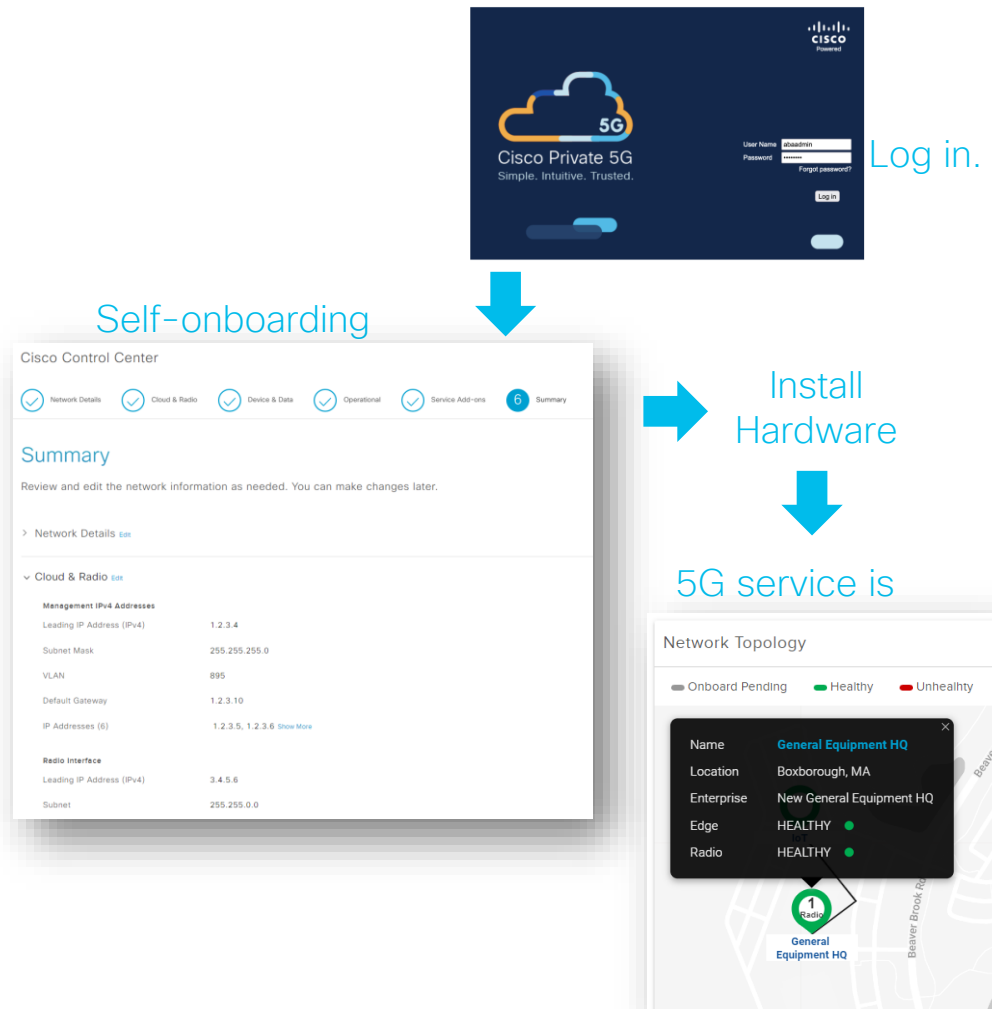 CISCO
Powered
5G
Cisco Private 5G
Simple. Intuitive. Trusted.
User Name abaadmin
Password ••••••••
Forgot password?
Log in
Log in.
Self-onboarding
Cisco Control Center
Network Details Cloud & Radio Device & Data Operational Service Add-ons 6 Summary
Summary
Review and edit the network information as needed. You can make changes later.
> Network Details Edit
Cloud & Radio Edit
Management IPv4 Addresses
Leading IP Address (IPv4) 1.2.3.4
Subnet Mask 255.255.255.0
VLAN 895
Default Gateway 1.2.3.10
IP Addresses (6) 1.2.3.5, 1.2.3.6 Show More
Radio Interface
Leading IP Address (IPv4) 3.4.5.6
Subnet 255.255.0.0
Install
Hardware
5G service is
Network Topology
Onboard Pending Healthy Unhealhty
Name General Equipment HQ
Location Boxborough, MA
Enterprise New General Equipment HQ
Edge HEALTHY
IoT
Radio HEALTHY
1
Radio
General
Equipment HQ
Beaver Brook Rd